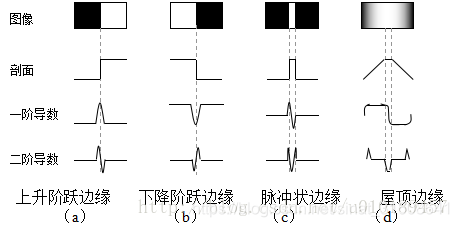 图像
剖面
一阶导数
二阶导数
上升阶跃边缘 下降阶跃边缘 脉冲状边缘 屋顶边缘
(a) (b) (c) (d)